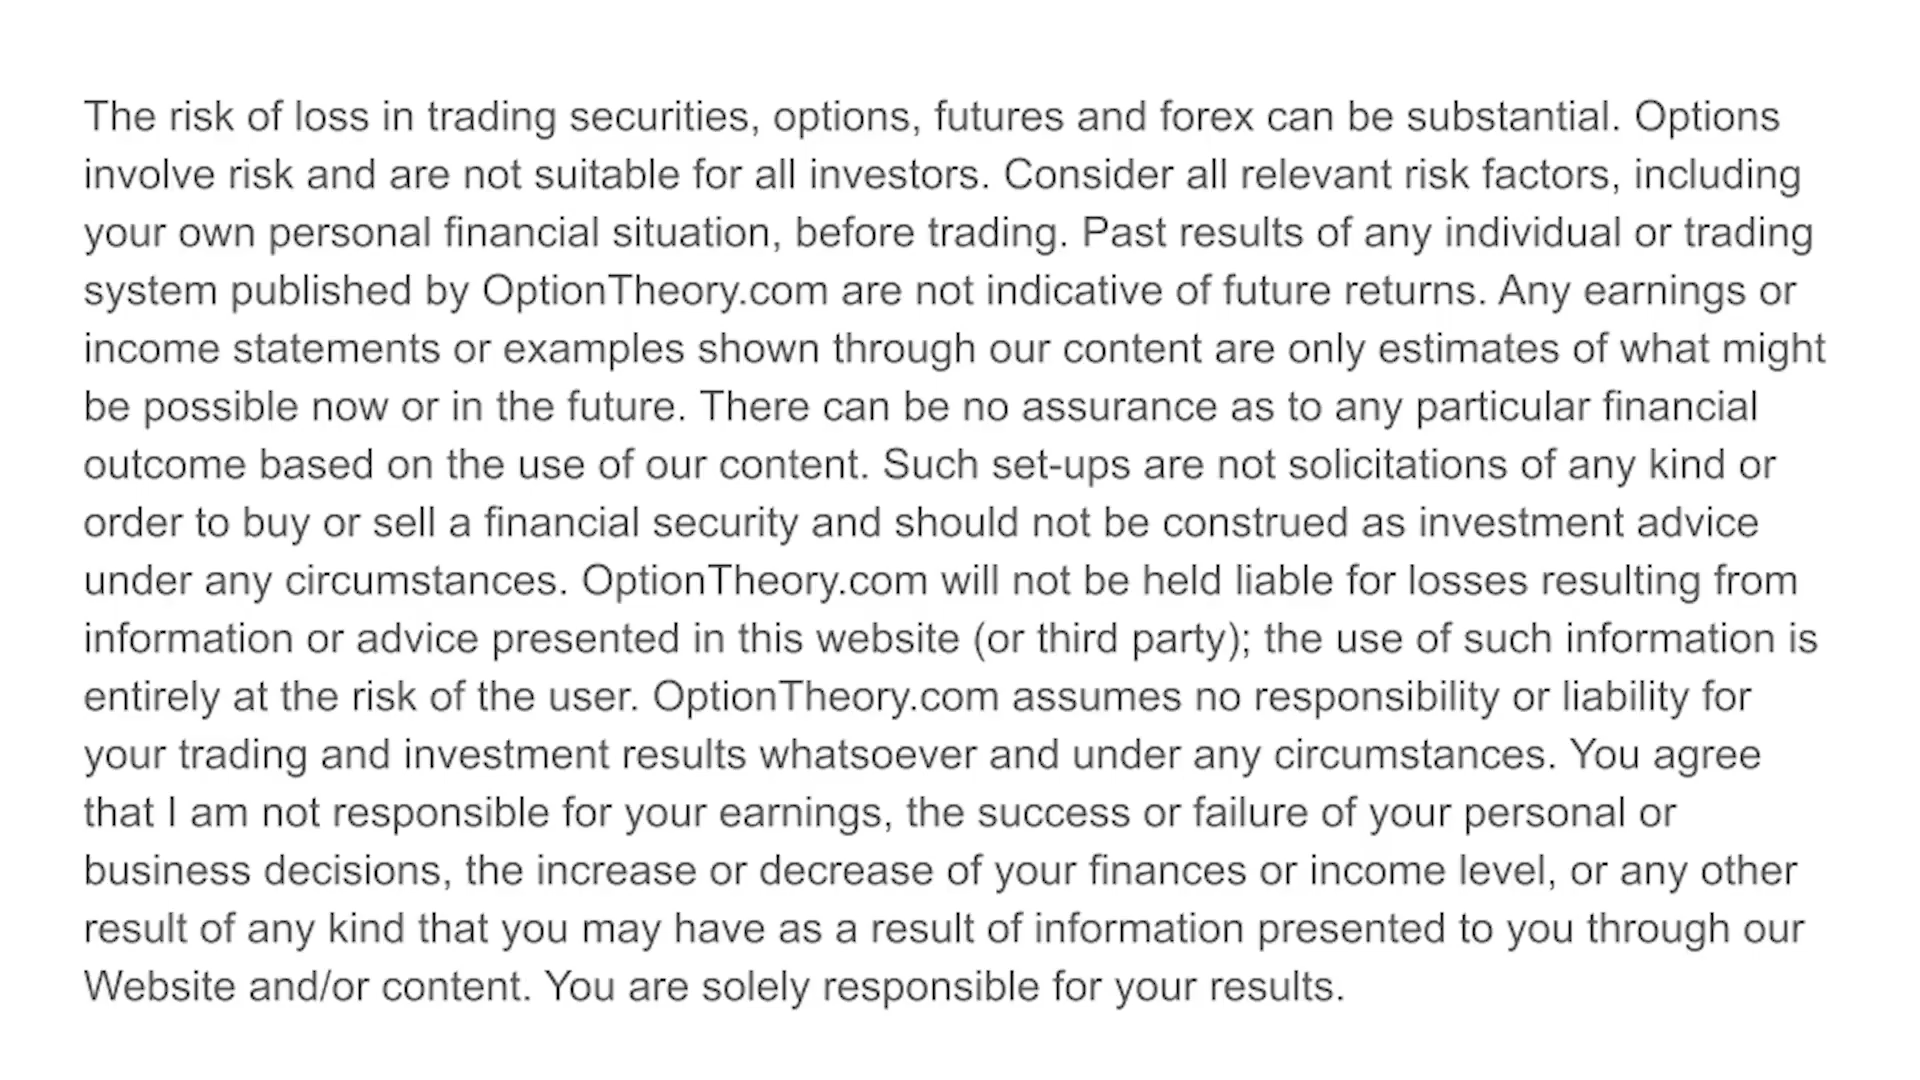 The risk of loss in trading securities, options, futures and forex can be substantial. Options
involve risk and are not suitable for all investors. Consider all relevant risk factors, including
your own personal financial situation, before trading. Past results of any individual or trading
system published by OptionTheory.com are not indicative of future returns. Any earnings or
income statements or examples shown through our content are only estimates of what might
be possible now or in the future. There can be no assurance as to any particular financial
outcome based on the use of our content. Such set-ups are not solicitations of any kind or
order to buy or sell a financial security and should not be construed as investment advice
under any circumstances. OptionTheory.com will not be held liable for losses resulting from
information or advice presented in this website (or third party); the use of such information is
entirely at the risk of the user. OptionTheory.com assumes no responsibility or liability for
your trading and investment results whatsoever and under any circumstances. You agree
that I am not responsible for your earnings, the success or failure of your personal or
business decisions, the increase or decrease of your finances or income level, or any other
result of any kind that you may have as a result of information presented to you through our
Website and/or content. You are solely responsible for your results.